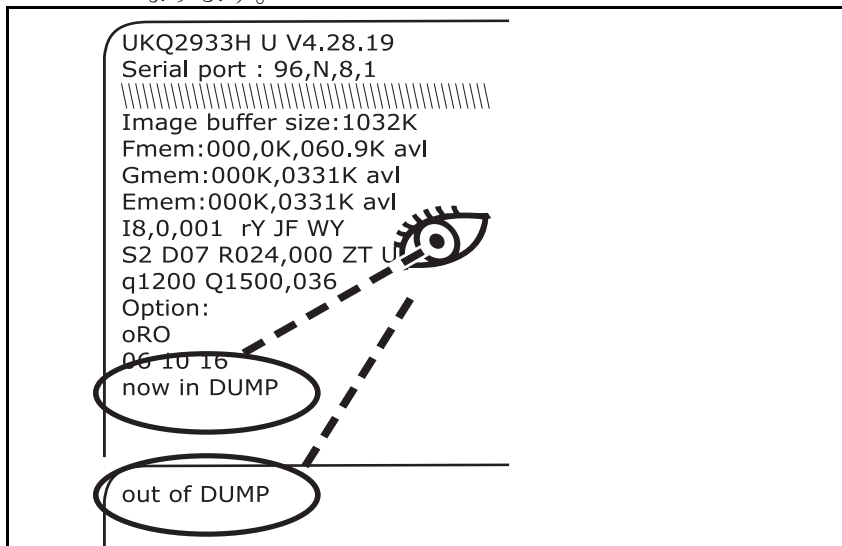 UKQ2933H U V4.28.19
Serial port : 96,N,8,1
Image buffer size:1032K
Fmem:000,0K,060.9K avl
Gmem:000K,0331K avl
Emem:000K,0331K avl
I8,0,001 rY JF WY
S2 D07 R024,000 ZT U
q1200 Q1500,036
Option:
oRO
06 10 16
now in DUMP
out of DUMP